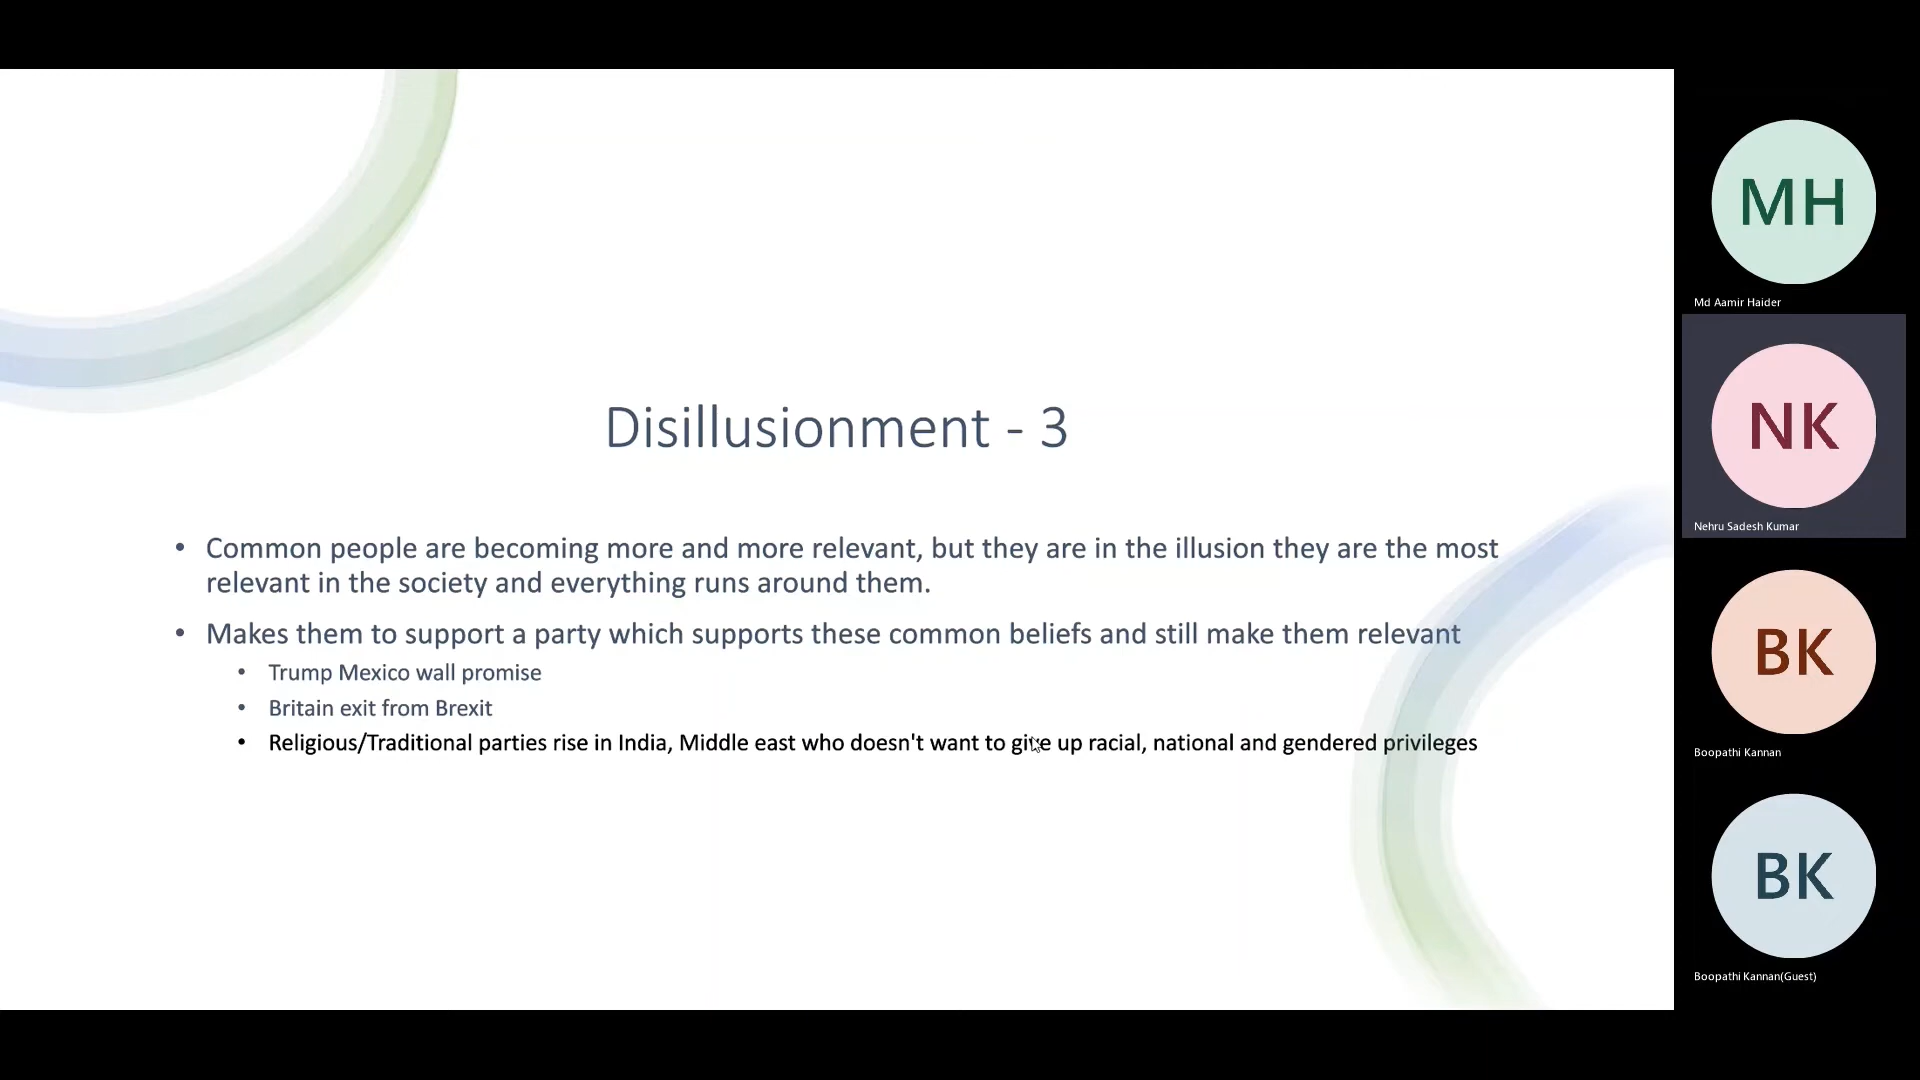 Disillusionment - 3
• Common people are becoming more and more relevant, but they are in the illusion they are the most
relevant in the society and everything runs around them.
• Makes them to support a party which supports these common beliefs and still make them relevant
• Trump Mexico wall promise
• Britain exit from Brexit
• Religious/Traditional parties rise in India, Middle east who doesn't want to give up racial, national and gendered privileges
MH
Md Aamir Haider
NK
Nehru Sadesh Kumar
BK
Boopathi Kannan
BK
Boopathi Kannan(Guest)